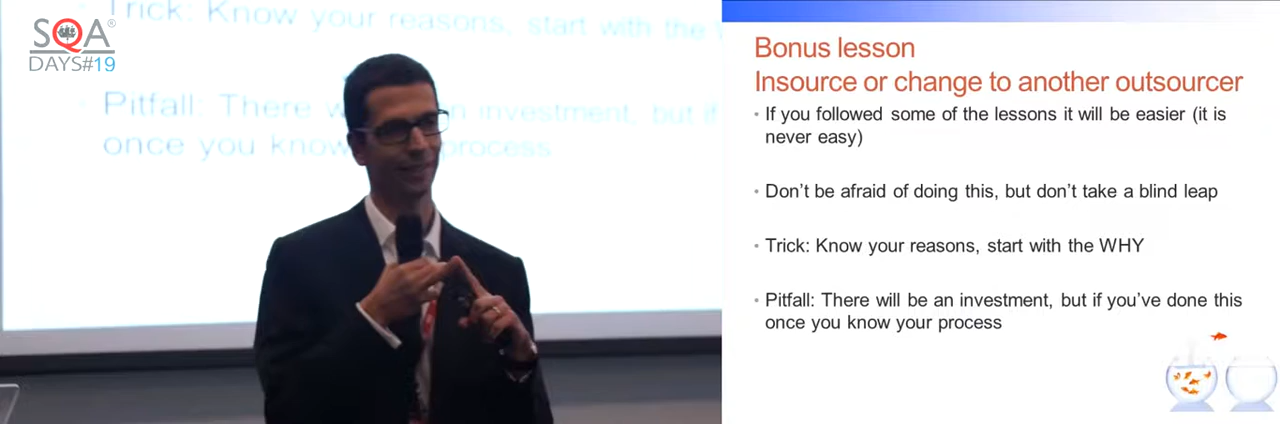 SQA®
DAYS#19
Trick: Know your reasons, start with the
Pitfall: There w n investment, but if
once you know process
Bonus lesson
Insource or change to another outsourcer
• If you followed some of the lessons it will be easier (it is
never easy)
• Don’t be afraid of doing this, but don’t take a blind leap
• Trick: Know your reasons, start with the WHY
• Pitfall: There will be an investment, but if you’ve done this
once you know your process